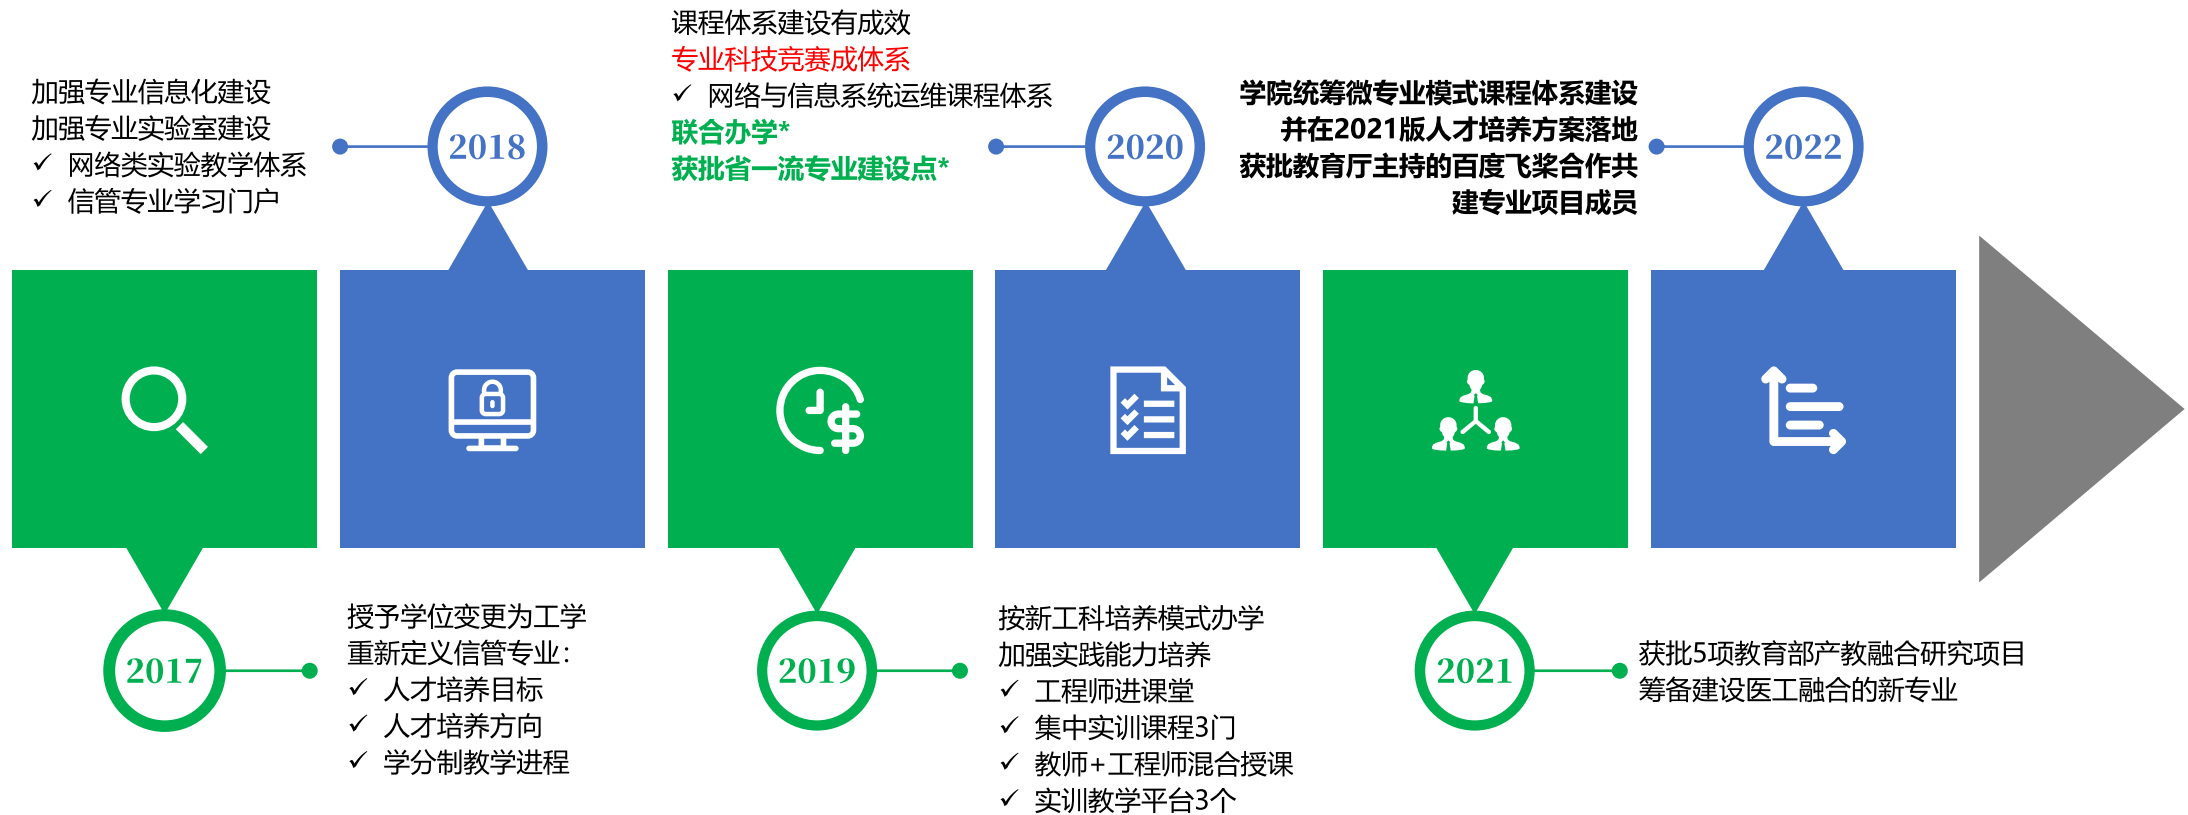 加强专业信息化建设
加强专业实验室建设
✓ 网络类实验教学体系
✓ 信管专业学习门户
2018
课程体系建设有成效
专业科技竞赛成体系
✓ 网络与信息系统运维课程体系
联合办学*
获批省一流专业建设点*
2020
学院统筹微专业模式课程体系建设
并在2021版人才培养方案落地
获批教育厅主持的百度飞桨合作共
建专业项目成员
2022
2017
授予学位变更为工学
重新定义信管专业：
✓ 人才培养目标
✓ 人才培养方向
✓ 学分制教学进程
2019
按新工科培养模式办学
加强实践能力培养
✓ 工程师进课堂
✓ 集中实训课程3门
✓ 教师+工程师混合授课
✓ 实训教学平台3个
2021
获批5项教育部产教融合研究项目
筹备建设医工融合的新专业